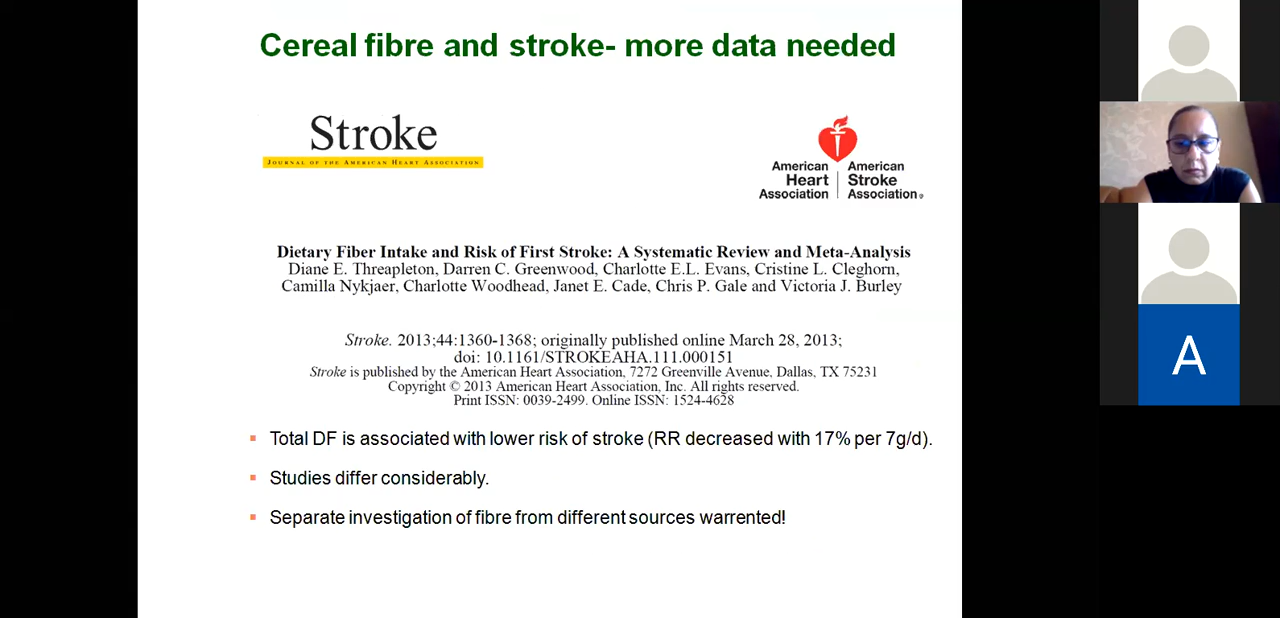 Cereal fibre and stroke- more data needed
Stroke
JOURNAL OF THE AMERICAN HEART ASSOCIATION
American Heart Association
American Stroke Association®
Dietary Fiber Intake and Risk of First Stroke: A Systematic Review and Meta-Analysis
Diane E. Threapleton, Darren C. Greenwood, Charlotte E.L. Evans, Cristine L. Cleghorn,
Camilla Nykjaer, Charlotte Woodhead, Janet E. Cade, Chris P. Gale and Victoria J. Burley
Stroke. 2013;44:1360-1368; originally published online March 28, 2013;
doi: 10.1161/STROKEAHA.111.000151
Stroke is published by the American Heart Association, 7272 Greenville Avenue, Dallas, TX 75231
Copyright © 2013 American Heart Association, Inc. All rights reserved.
Print ISSN: 0039-2499. Online ISSN: 1524-4628
▪ Total DF is associated with lower risk of stroke (RR decreased with 17% per 7g/d).
▪ Studies differ considerably.
▪ Separate investigation of fibre from different sources warrented!
A